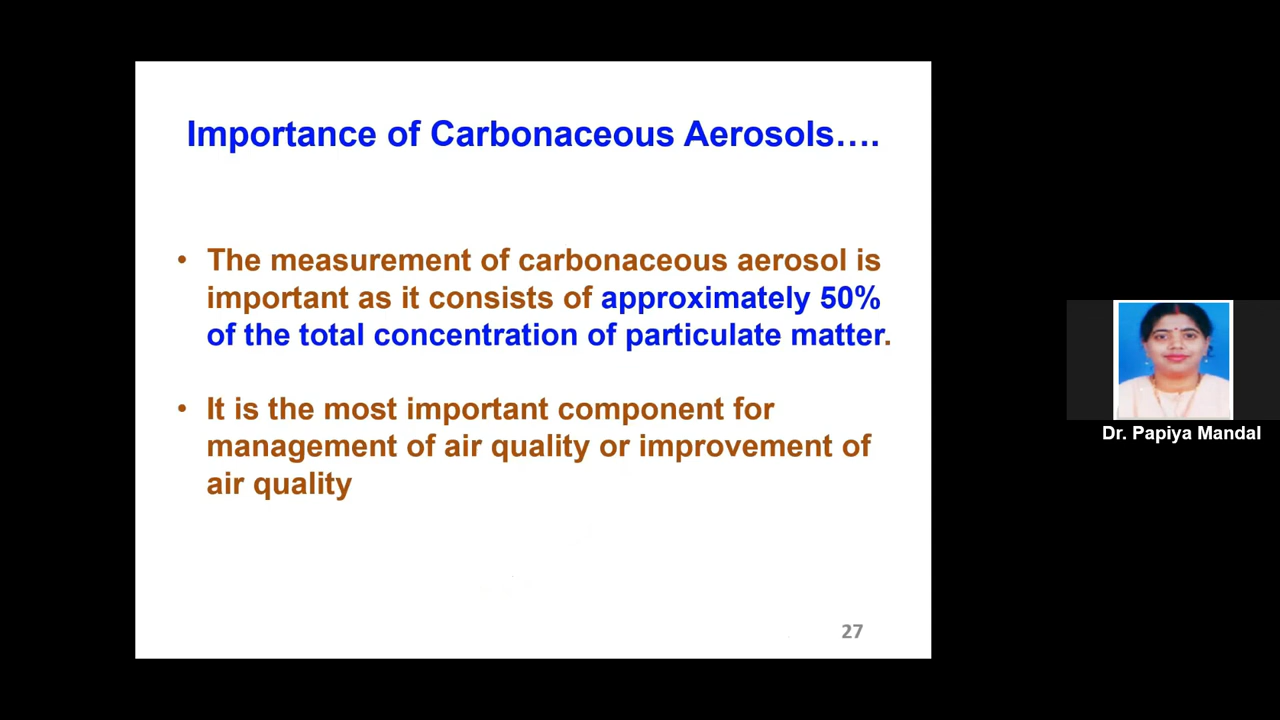 Importance of Carbonaceous Aerosols….
• The measurement of carbonaceous aerosol is
important as it consists of approximately 50%
of the total concentration of particulate matter.
• It is the most important component for
management of air quality or improvement of
air quality
Dr. Papiya Mandal
27